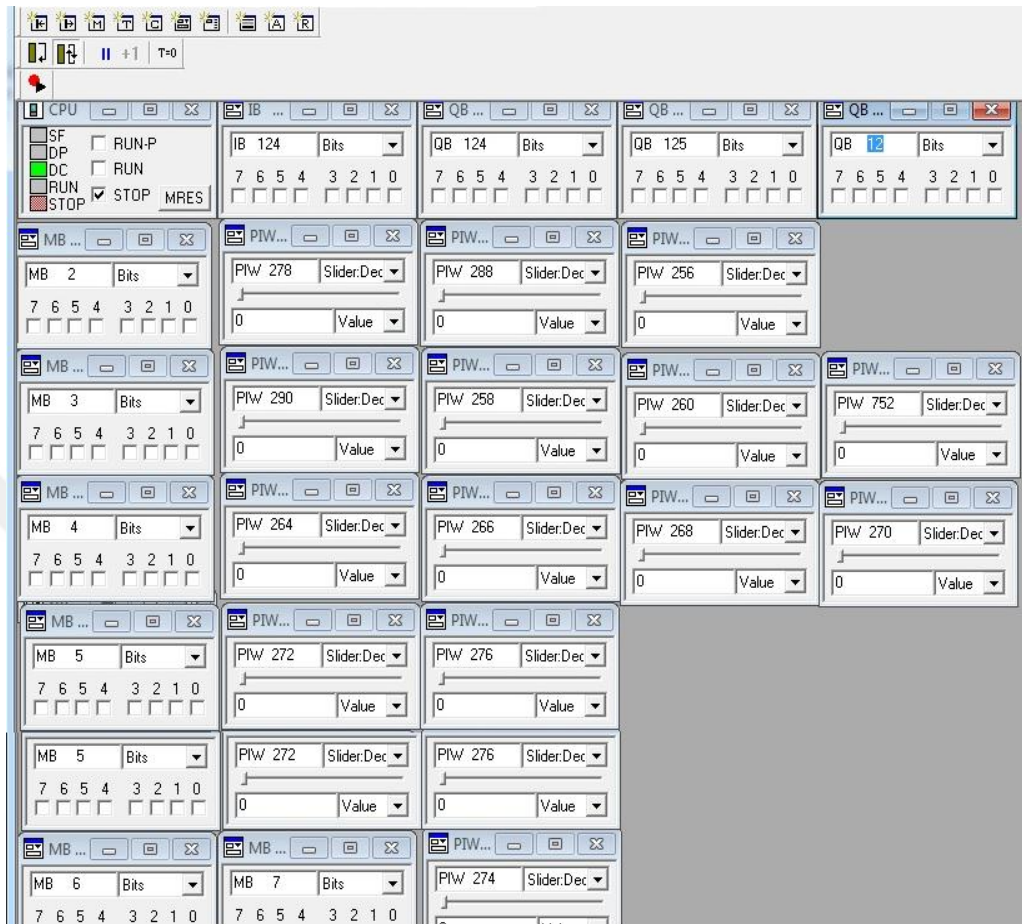 +1 T=0
CPU IB ... QB ... QB ... QB ...
SF
DP
DC
RUN
STOP
RUN-P
RUN
STOP MRES
IB 124 Bits
7 6 5 4 3 2 1 0
QB 124 Bits
7 6 5 4 3 2 1 0
QB 125 Bits
7 6 5 4 3 2 1 0
QB 12 Bits
7 6 5 4 3 2 1 0
MB ...
MB 2 Bits
7 6 5 4 3 2 1 0
PIW...
PIW 278 Slider:Dec
0 Value
PIW...
PIW 288 Slider:Dec
0 Value
PIW...
PIW 256 Slider:Dec
0 Value
MB ...
MB 3 Bits
7 6 5 4 3 2 1 0
PIW...
PIW 290 Slider:Dec
0 Value
PIW...
PIW 258 Slider:Dec
0 Value
PIW...
PIW 260 Slider:Dec
0 Value
PIW...
PIW 752 Slider:Dec
0 Value
MB ...
MB 4 Bits
7 6 5 4 3 2 1 0
PIW...
PIW 264 Slider:Dec
0 Value
PIW...
PIW 266 Slider:Dec
0 Value
PIW...
PIW 268 Slider:Dec
0 Value
PIW...
PIW 270 Slider:Dec
0 Value
MB ...
MB 5 Bits
7 6 5 4 3 2 1 0
PIW...
PIW 272 Slider:Dec
0 Value
PIW...
PIW 276 Slider:Dec
0 Value
MB 5 Bits
7 6 5 4 3 2 1 0
PIW 272 Slider:Dec
0 Value
PIW 276 Slider:Dec
0 Value
MB ...
MB 6 Bits
7 6 5 4 3 2 1 0
MB ...
MB 7 Bits
7 6 5 4 3 2 1 0
PIW...
PIW 274 Slider:Dec